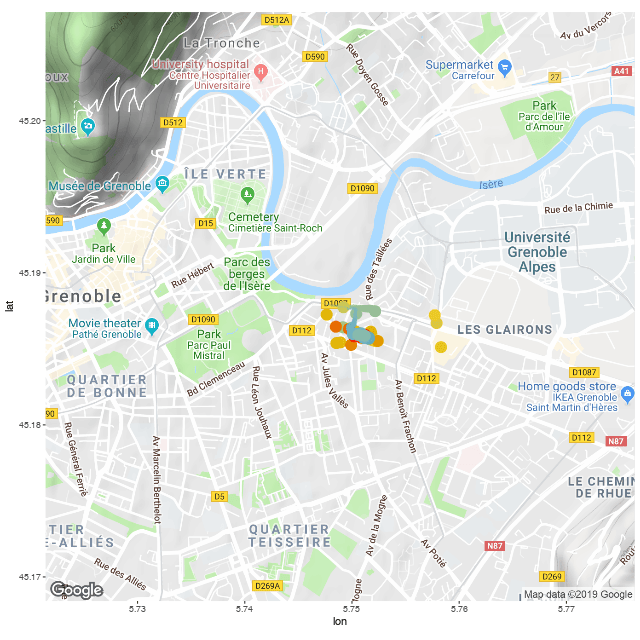 D512A
La Tronche
Av du Vercors
University hospital
Centre Hospitalier
Universitaire
D590
Rue Doyen Gosse
Supermarket
Carrefour
27
A41
oux
Park
Parc de l'île
d'Amour
45.20
astille
D512
Musée de Grenoble
ÎLE VERTE
D1090
Isère
Cemetery
Cimetière Saint-Roch
Rue de la Chimie
590
D15
Park
Jardin de Ville
Rue des Taillées
Université
Grenoble
Alpes
45.19
lat
Parc des
berges
de l'Isère
Rue Hébert
Grenoble
D1087
Movie theater
Pathé Grenoble
D1090
D112
LES GLAIRONS
Park
Parc Paul
Mistral
QUARTIER
DE BONNE
Bd Clemenceau
Av Jules Vallès
D112
D1087
Home goods store
IKEA Grenoble
Saint Martin d'Hères
Rue Léon Jouhaux
Av Benoit Frachon
90
45.18
Rue Général Ferrié
Av Marcelin Berthelot
D112
N87
D5
LE CHEMIN
DE RHUE
TIER
E-ALLIÉS
QUARTIER
TEISSEIRE
Av de la Mogne
Av Potié
N87
Rou
45.17
Rue des Alliés
D269A
Mogne
D269
Google
Map data ©2019 Google
5.73
5.74
5.75
5.76
5.77
lon